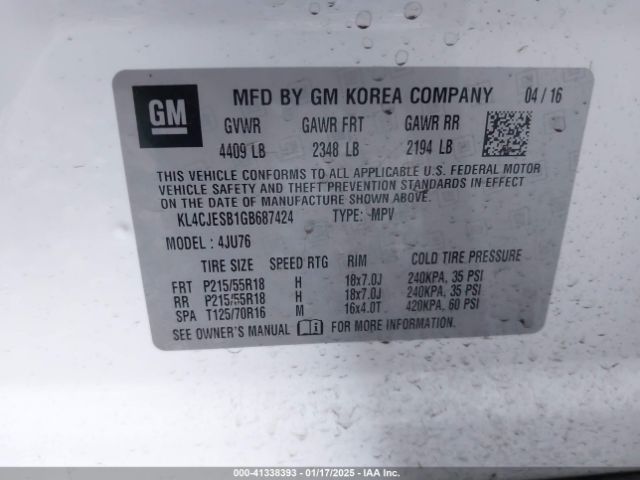 GM MFD BY GM KOREA COMPANY 04 / 16
GVWR GAWR FRT GAWR RR
4409 LB 2348 LB 2194 LB
THIS VEHICLE CONFORMS TO ALL APPLICABLE U.S. FEDERAL MOTOR
VEHICLE SAFETY AND THEFT PREVENTION STANDARDS IN EFFECT
ON THE DATE OF MANUFACTURE SHOWN ABOVE.
KL4CJESB1GB687424 TYPE: MPV
MODEL : 4JU76
TIRE SIZE SPEED RTG RIM COLD TIRE PRESSURE
FRT P215/55R18 H 18x7.0J 240KPA, 35 PSI
RR P215/55R18 H 18x7.0J 240KPA, 35 PSI
SPA T125/70R16 M 16x4.0T 420KPA, 60 PSI
SEE OWNER'S MANUAL FOR MORE INFORMATION.
000-41338393 - 01/17/2025 - IAA Inc.